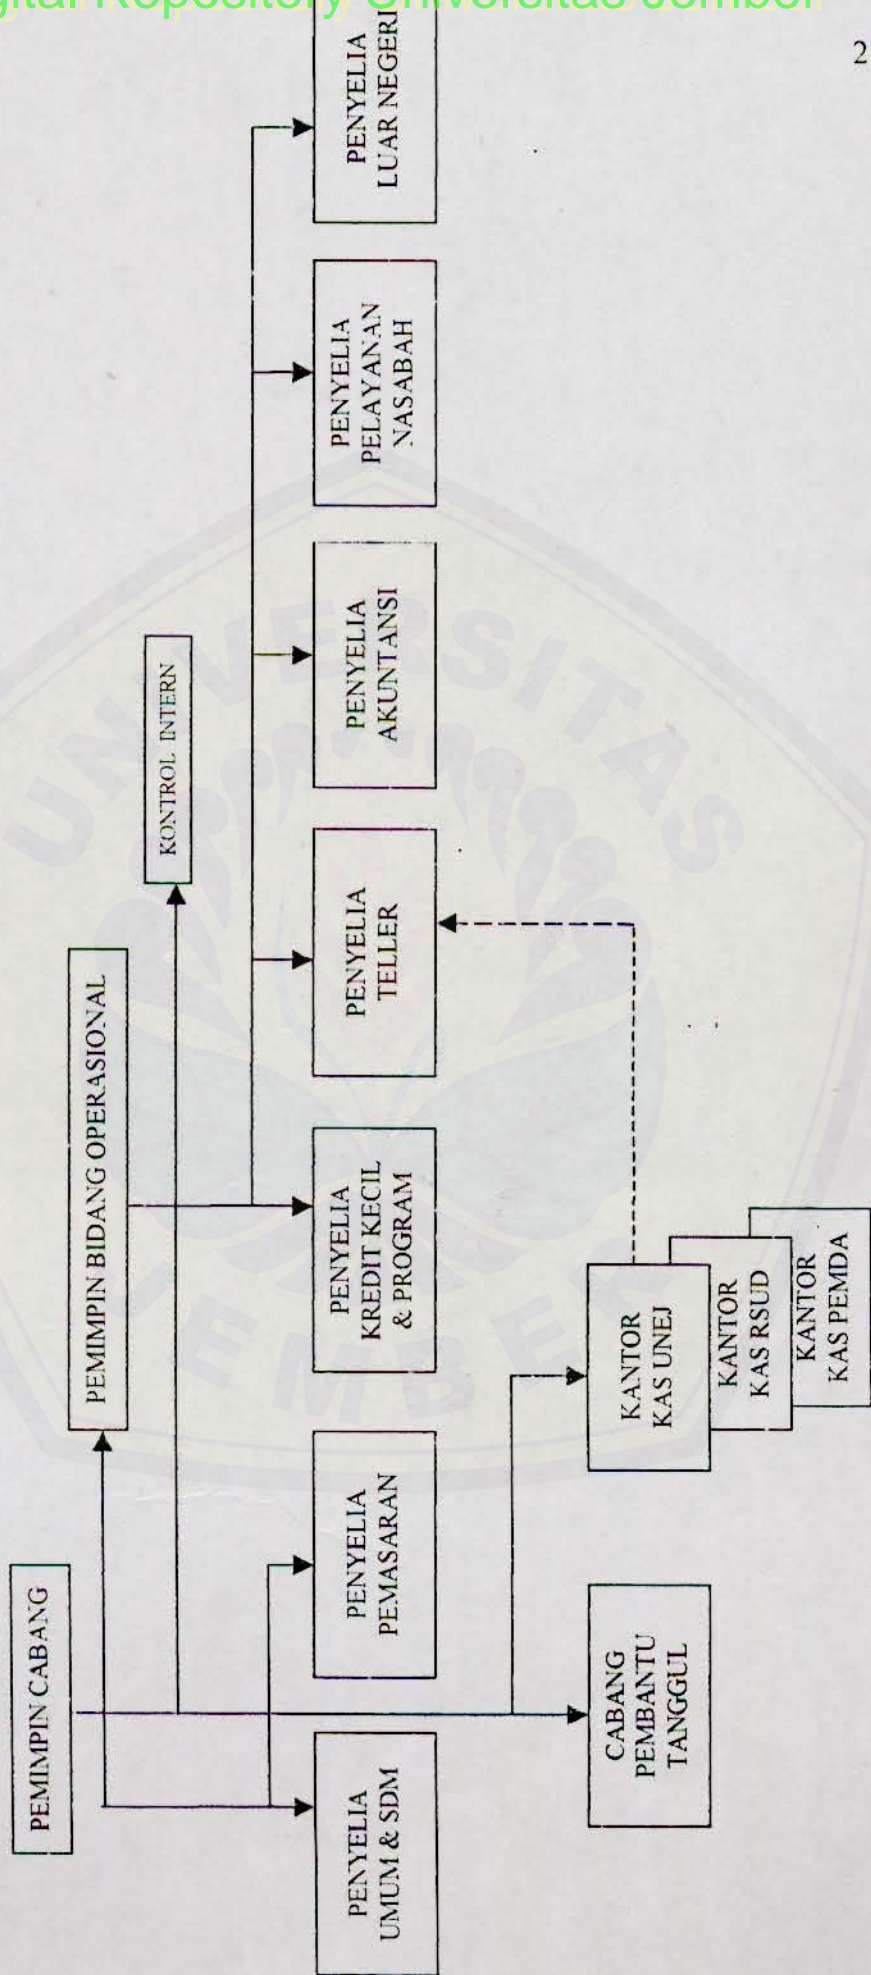 Digital Repository Universitas Jember
2
PEMIMPIN CABANG
PEMIMPIN BIDANG OPERASIONAL
KONTROL INTERN
PENYELIA
UMUM & SDM
PENYELIA
PEMASARAN
PENYELIA
KREDIT KECIL
& PROGRAM
PENYELIA
TELLER
PENYELIA
AKUNTANSI
PENYELIA
PELAYANAN
NASABAH
PENYELIA
LUAR NEGERI
CABANG
PEMBANTU
TANGGUL
KANTOR
KAS UNEJ
KANTOR
KAS RSUD
KANTOR
KAS PEMDA
UNIVERSITAS
JEMBER